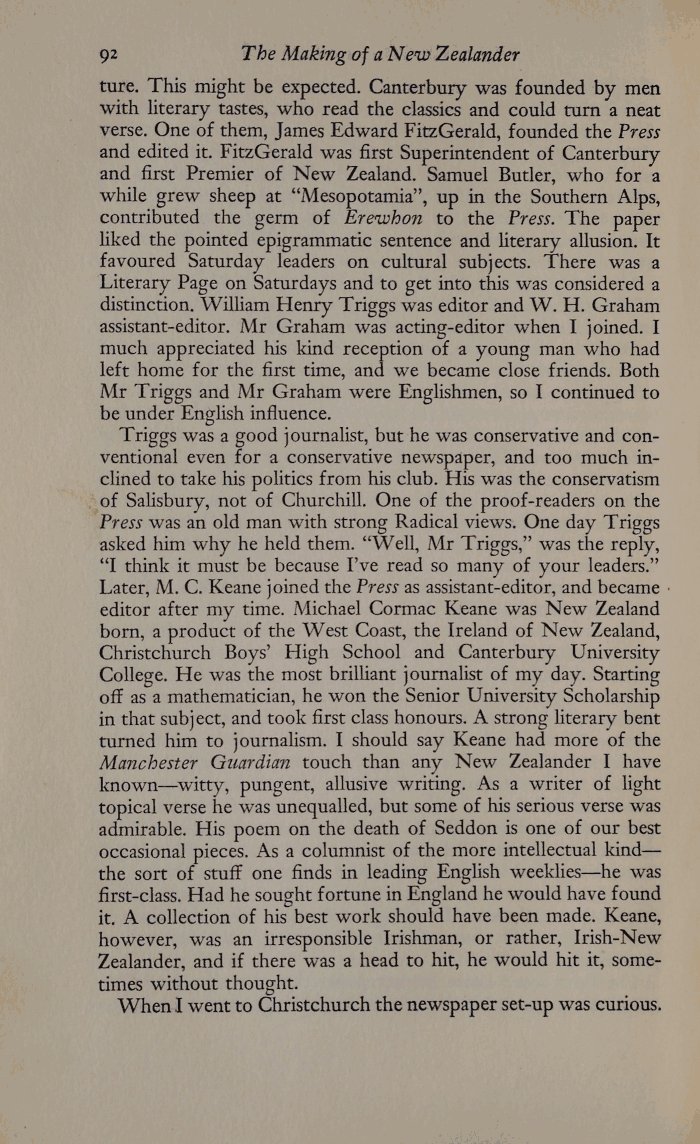 92 The Making of a New Zealander
ture. This might be expected. Canterbury was founded by men
with literary tastes, who read the classics and could turn a neat
verse. One of them, James Edward FitzGerald, founded the Press
and edited it. FitzGerald was first Superintendent of Canterbury
and first Premier of New Zealand. Samuel Butler, who for a
while grew sheep at “Mesopotamia”, up in the Southern Alps,
contributed the germ of Erewhon to the Press. The paper
liked the pointed epigrammatic sentence and literary allusion. It
favoured Saturday leaders on cultural subjects. There was a
Literary Page on Saturdays and to get into this was considered a
distinction. William Henry Triggs was editor and W. H. Graham
assistant-editor. Mr Graham was acting-editor when I joined. I
much appreciated his kind reception of a young man who had
left home for the first time, and we became close friends. Both
Mr Triggs and Mr Graham were Englishmen, so I continued to
be under English influence.
Triggs was a good journalist, but he was conservative and con-
ventional even for a conservative newspaper, and too much in-
clined to take his politics from his club. His was the conservatism
of Salisbury, not of Churchill. One of the proof-readers on the
Press was an old man with strong Radical views. One day Triggs
asked him why he held them. “Well, Mr Triggs,” was the reply,
“I think it must be because I’ve read so many of your leaders.”
Later, M. C. Keane joined the Press as assistant-editor, and became
editor after my time. Michael Cormac Keane was New Zealand
born, a product of the West Coast, the Ireland of New Zealand,
Christchurch Boys’ High School and Canterbury University
College. He was the most brilliant journalist of my day. Starting
off as a mathematician, he won the Senior University Scholarship
in that subject, and took first class honours. A strong literary bent
turned him to journalism. I should say Keane had more of the
Manchester Guardian touch than any New Zealander I have
known—witty, pungent, allusive writing. As a writer of light
topical verse he was unequalled, but some of his serious verse was
admirable. His poem on the death of Seddon is one of our best
occasional pieces. As a columnist of the more intellectual kind—
the sort of stuff one finds in leading English weeklies—he was
first-class. Had he sought fortune in England he would have found
it. A collection of his best work should have been made. Keane,
however, was an irresponsible Irishman, or rather, Irish-New
Zealander, and if there was a head to hit, he would hit it, some-
times without thought.
When I went to Christchurch the newspaper set-up was curious.